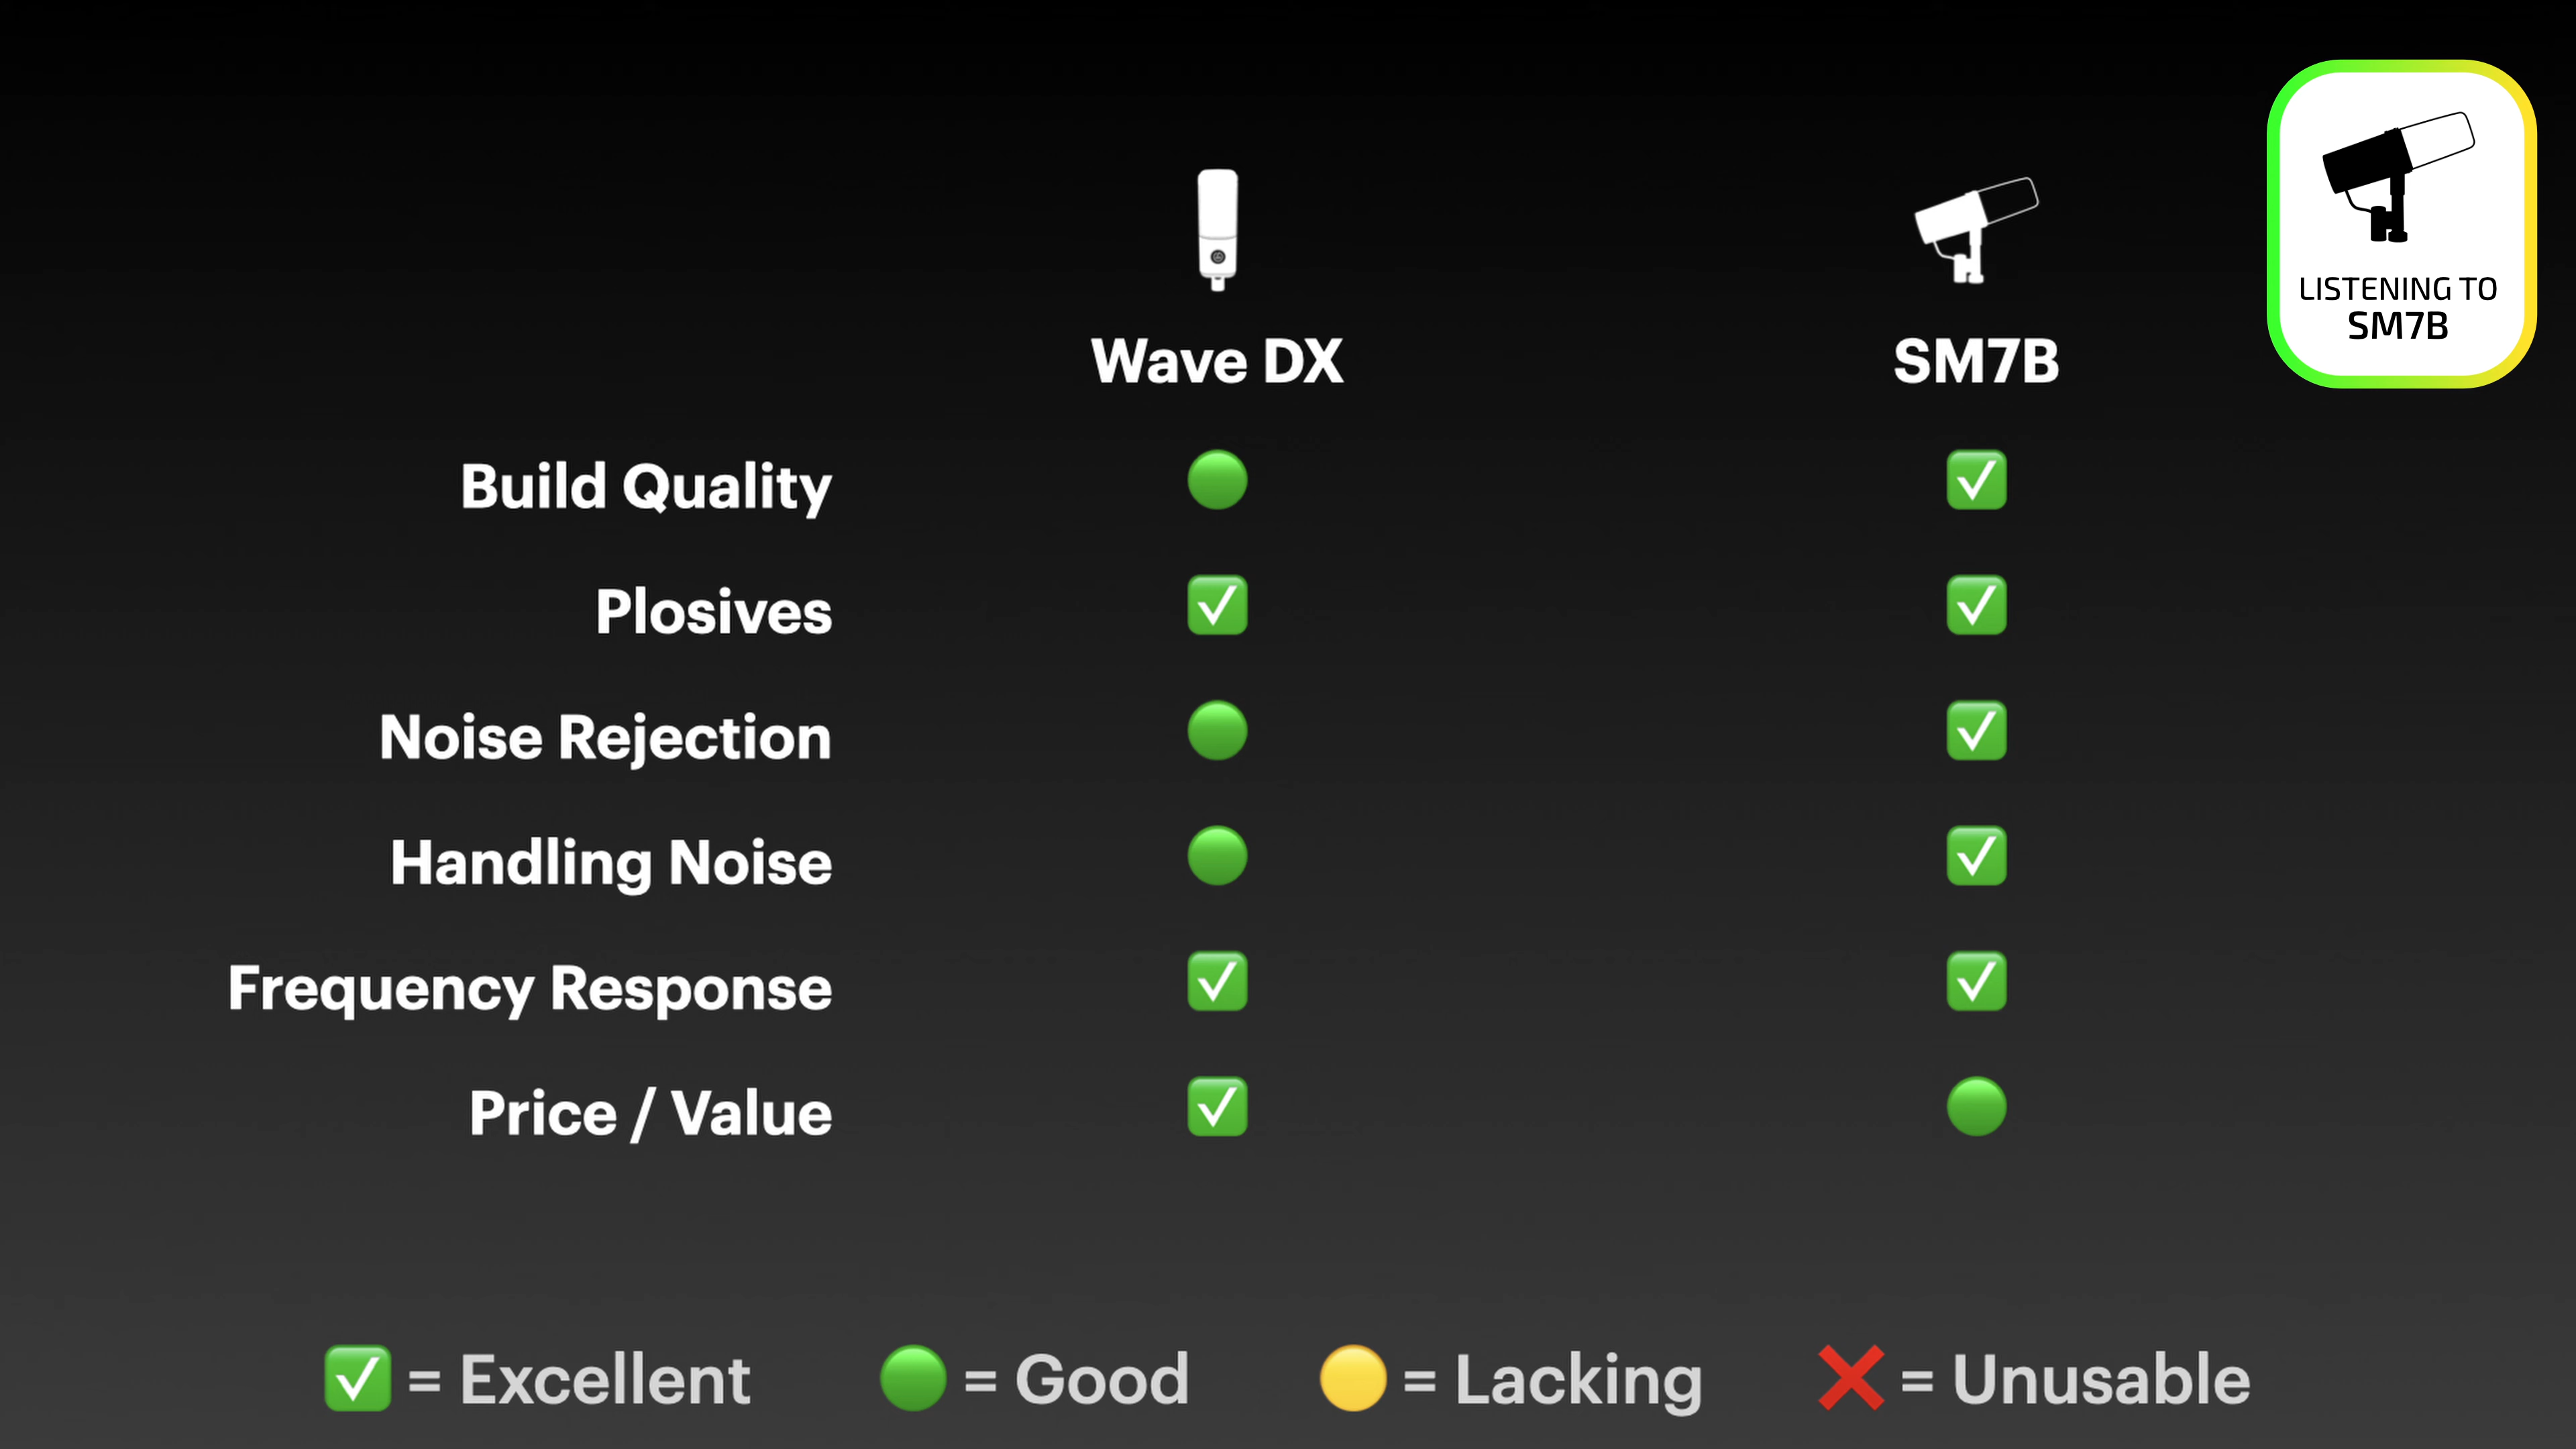 LISTENING TO
SM7B
Wave DX SM7B
Build Quality
Plosives
Noise Rejection
Handling Noise
Frequency Response
Price / Value
✅ = Excellent 🟢 = Good 🟡 = Lacking ❌ = Unusable